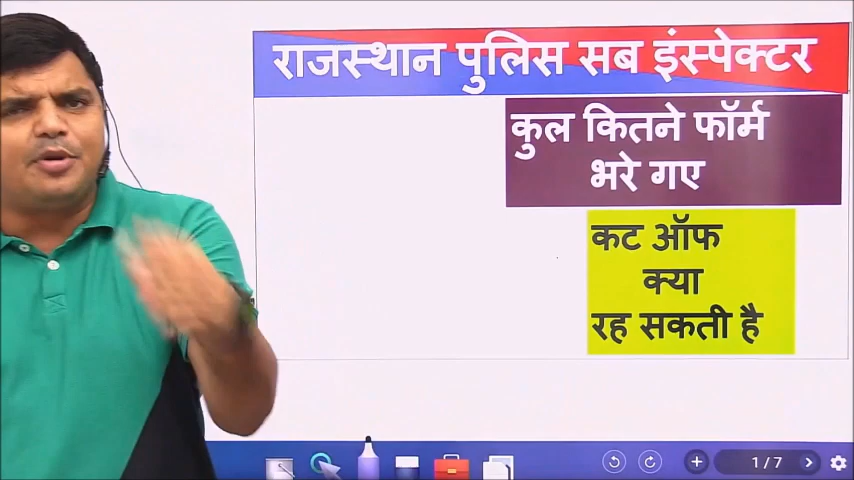 राजस्थान पुलिस सब इंस्पेक्टर
कुल कितने फॉर्म
भरे गए
कट ऑफ
क्या
रह सकती है
1/7